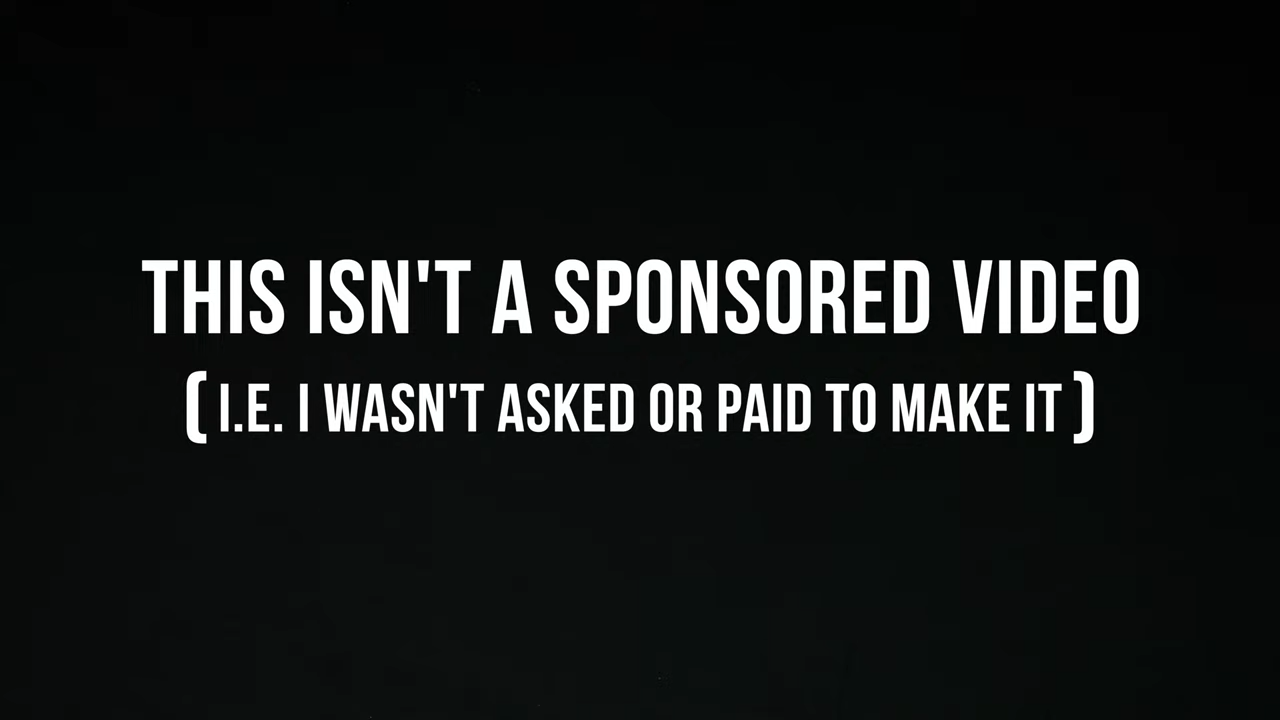 THIS ISN'T A SPONSORED VIDEO
( I.E. I WASN'T ASKED OR PAID TO MAKE IT )